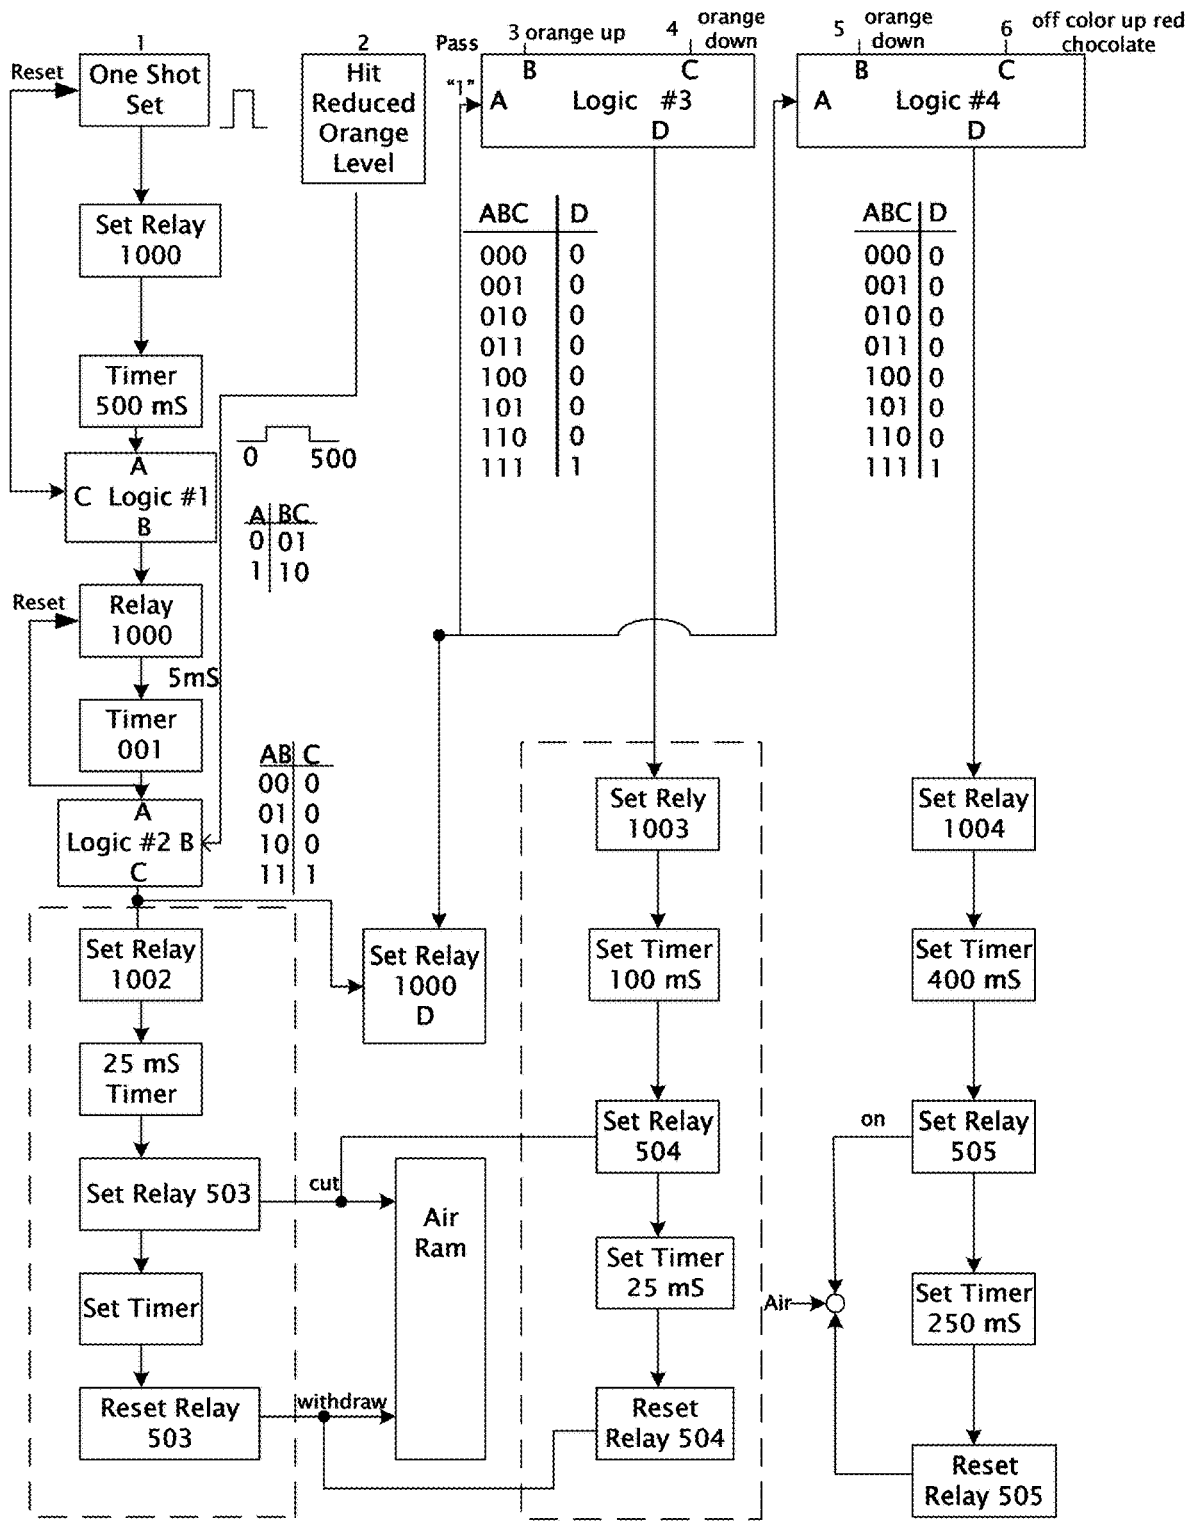 1
Reset
One Shot
Set
Set Relay
1000
Timer
500 mS
A
C Logic #1
B
Reset
Relay
1000
5mS
Timer
001
A
Logic #2 B
C
2
Hit
Reduced
Orange
Level
0 500
A BC
0 01
1 10
AB C
00 0
01 0
10 0
11 1
Pass
"1"
3 orange up
4 orange
down
B C
A Logic #3
D
ABC D
000 0
001 0
010 0
011 0
100 0
101 0
110 0
111 1
5 orange
down
6 off color up red
chocolate
B C
A Logic #4
D
ABC D
000 0
001 0
010 0
011 0
100 0
101 0
110 0
111 1
Set Relay
1002
25 mS
Timer
Set Relay 503
Set Timer
Reset Relay
503
Set Relay
1000
D
cut
Air
Ram
withdraw
Set Rely
1003
Set Timer
100 mS
Set Relay
504
Set Timer
25 mS
Reset
Relay 504
Set Relay
1004
Set Timer
400 mS
on
Set Relay
505
Air
Set Timer
250 mS
Reset
Relay 505